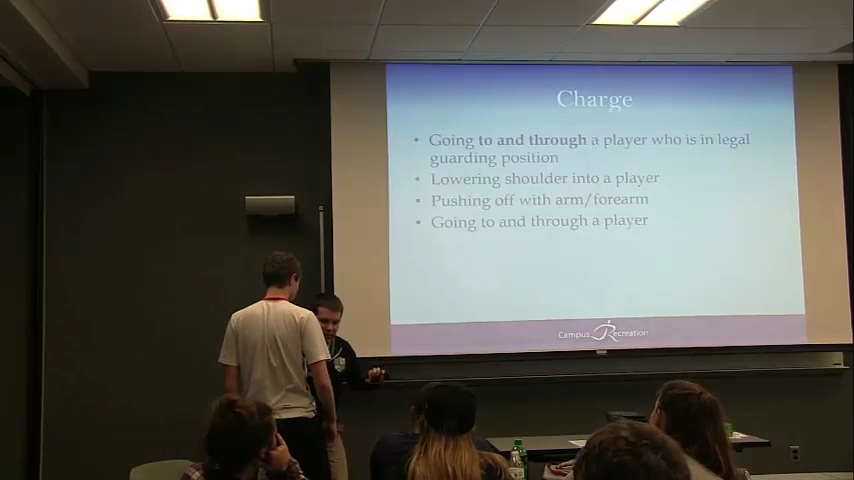 Charge
• Going to and through a player who is in legal
guarding position
• Lowering shoulder into a player
• Pushing off with arm/forearm
• Going to and through a player
Campus Recreation